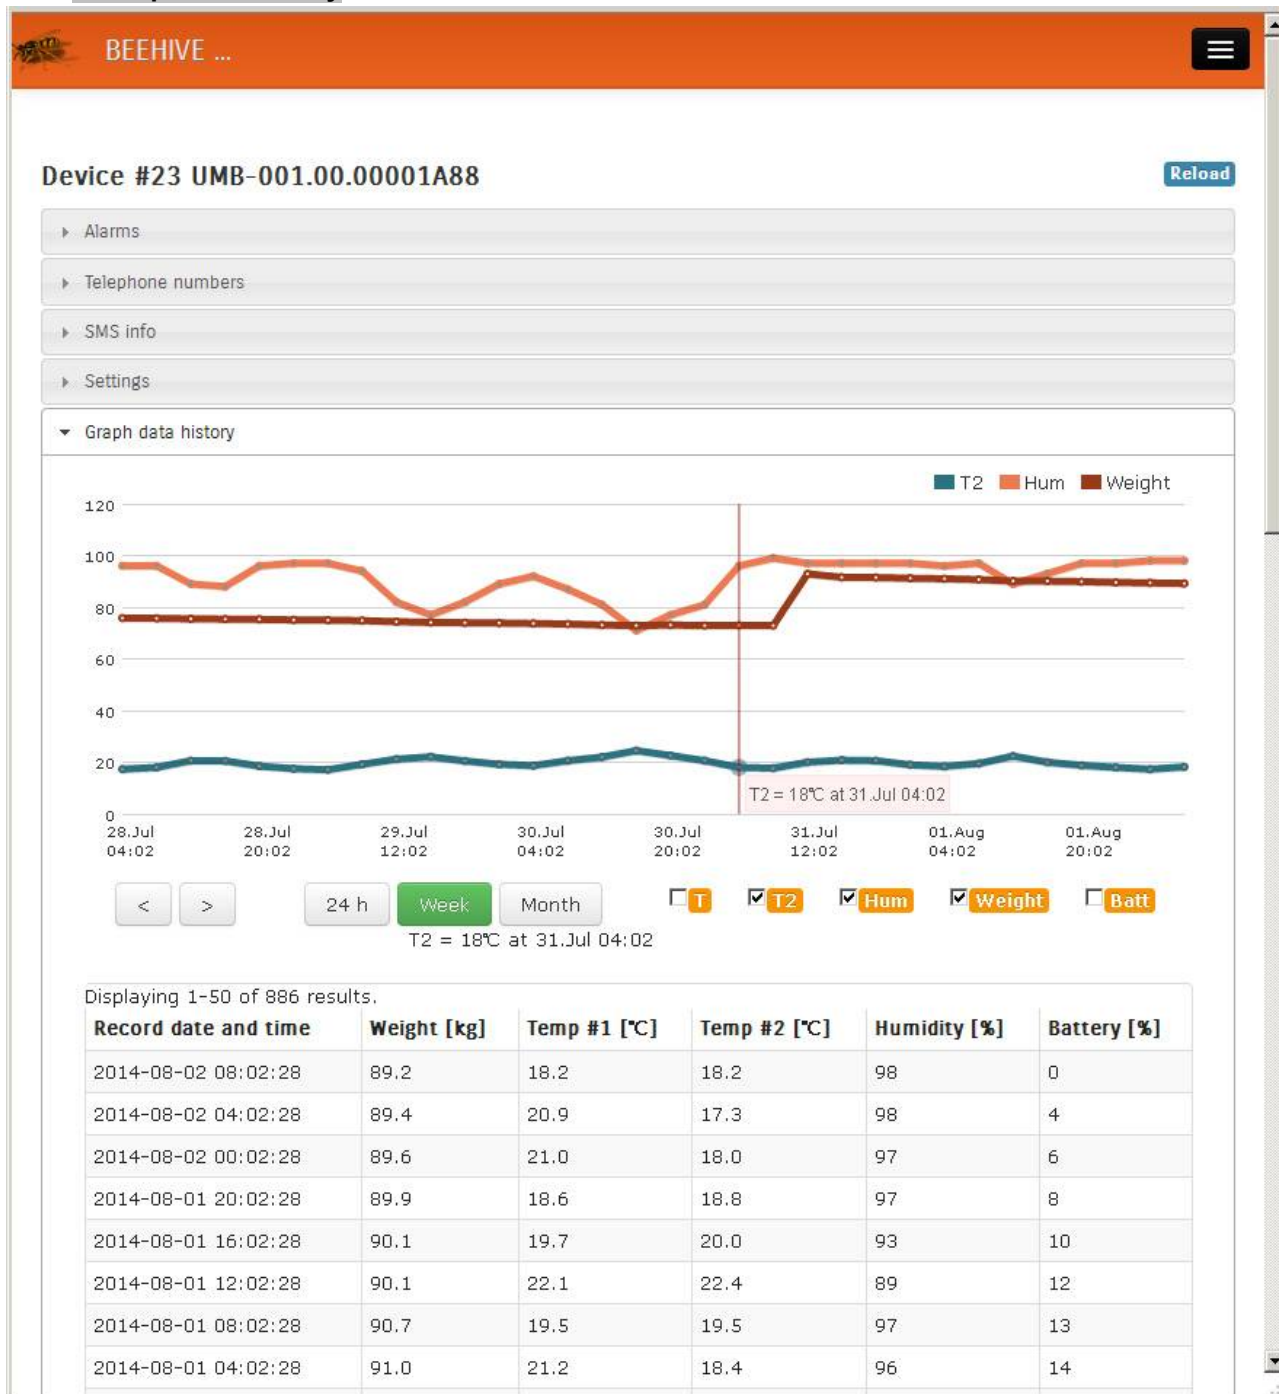 BEEHIVE ...
Device #23 UMB-001.00.00001A88
Reload
Alarms
Telephone numbers
SMS info
Settings
Graph data history
T2 Hum Weight
120
100
80
60
40
20
0
T2 = 18°C at 31.Jul 04:02
28.Jul 28.Jul 29.Jul 30.Jul 30.Jul 31.Jul 01.Aug 01.Aug
04:02 20:02 12:02 04:02 20:02 12:02 04:02 20:02
< > 24 h Week Month T T2 Hum Weight Batt
T2 = 18°C at 31.Jul 04:02
Displaying 1-50 of 886 results.
Record date and time Weight [kg] Temp #1 [°C] Temp #2 [°C] Humidity [%] Battery [%]
2014-08-02 08:02:28 89.2 18.2 18.2 98 0
2014-08-02 04:02:28 89.4 20.9 17.3 98 4
2014-08-02 00:02:28 89.6 21.0 18.0 97 6
2014-08-01 20:02:28 89.9 18.6 18.8 97 8
2014-08-01 16:02:28 90.1 19.7 20.0 93 10
2014-08-01 12:02:28 90.1 22.1 22.4 89 12
2014-08-01 08:02:28 90.7 19.5 19.5 97 13
2014-08-01 04:02:28 91.0 21.2 18.4 96 14